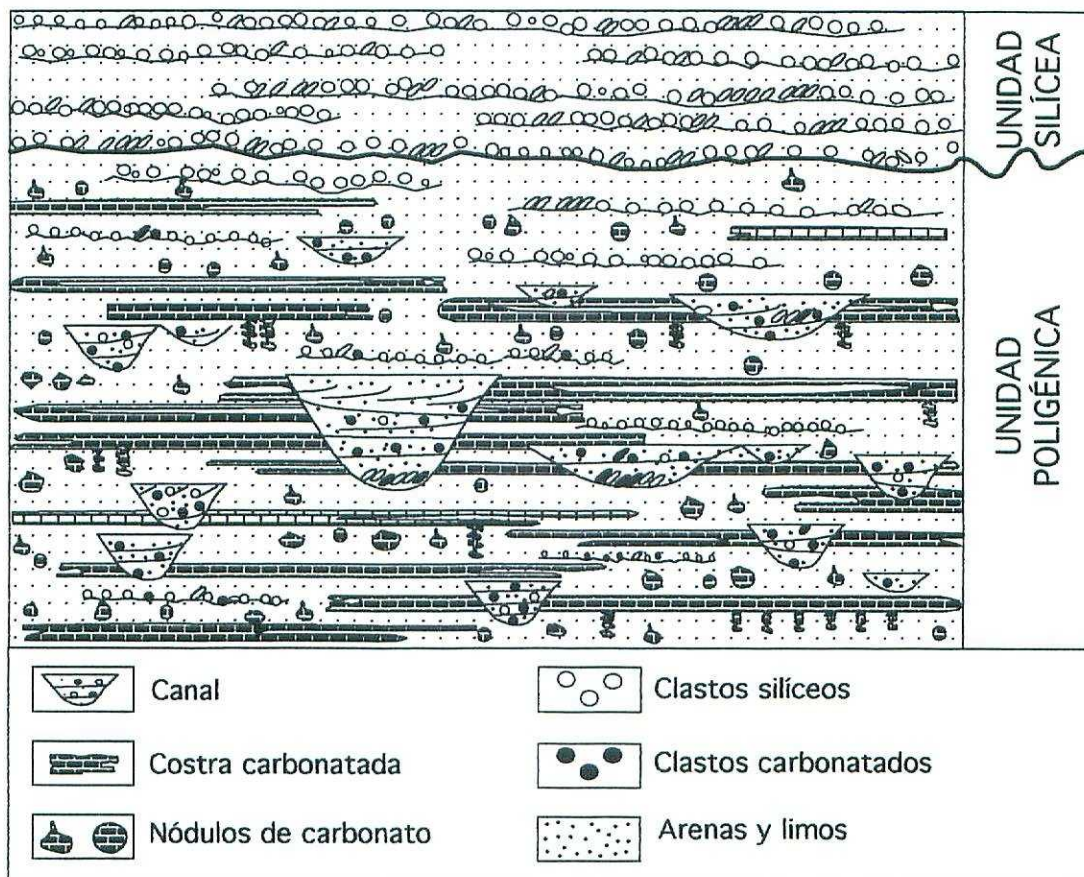 UNIDAD
SILÍCEA
UNIDAD
POLIGÉNICA
Canal
Clastos silíceos
Costra carbonatada
Clastos carbonatados
Nódulos de carbonato
Arenas y limos